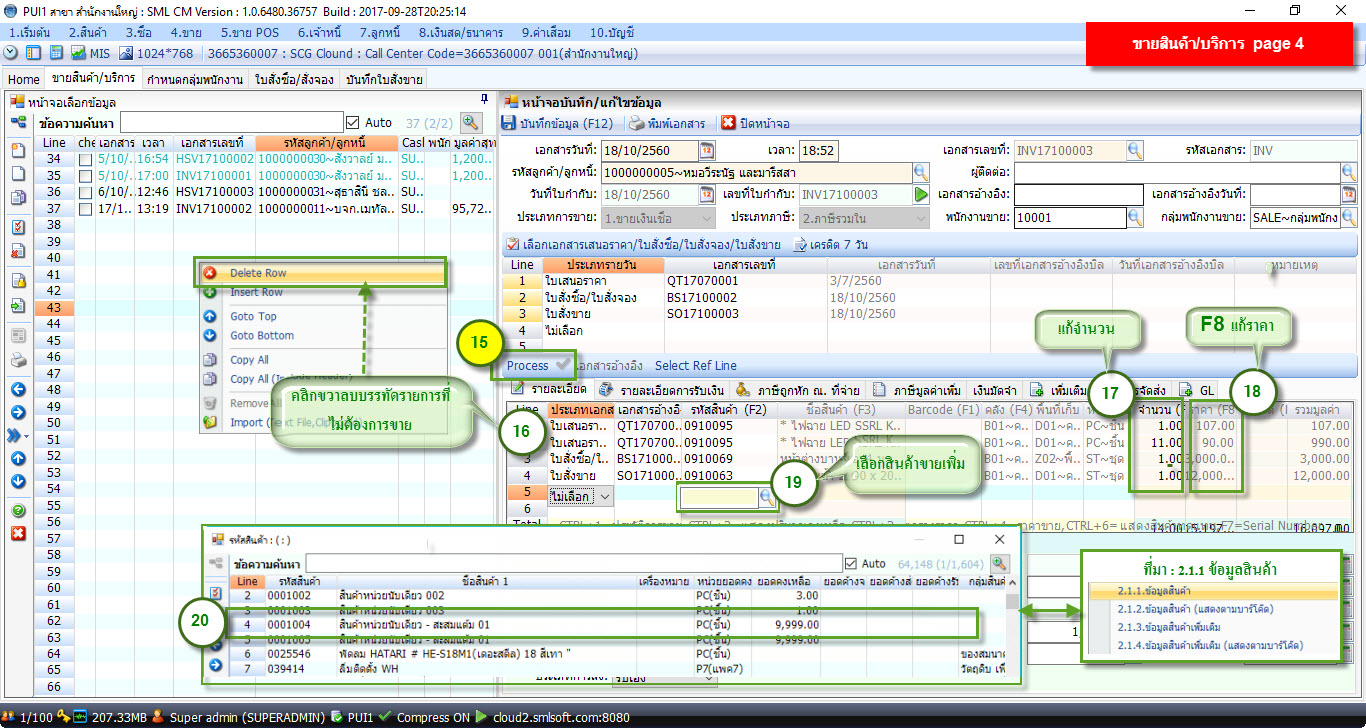 PUI1 สาขา สำนักงานใหญ่ : SML CM Version : 1.0.6480.36757 Build : 2017-09-28T20:25:14
1.เริ่มต้น 2.สินค้า 3.ซื้อ 4.ขาย 5.ขาย POS 6.เจ้าหนี้ 7.ลูกหนี้ 8.เงินสด/ธนาคาร 9.ค่าเสื่อม 10.บัญชี
MIS 1024*768 3665360007 : SCG Clound : Call Center Code=3665360007 001(สำนักงานใหญ่)
ขายสินค้า/บริการ page 4
Home ขายสินค้า/บริการ กำหนดกลุ่มพนักงาน ใบสั่งซื้อ/สั่งจอง บันทึกใบสั่งขาย
หน้าจอเลือกข้อมูล
ข้อความค้นหา Auto 37 (2/2)
Line che เอกสาร เวลา เอกสารเลขที่ รหัสลูกค้า/ลูกหนี้ Casl พนัก มูลค่าสุท
34 5/10/.. 16:54 HSV17100002 1000000030~สังวาลย์ ม.. SU.. 1,200...
35 5/10/.. 17:00 INV17100001 1000000030~สังวาลย์ ม.. SU.. 1,200...
36 6/10/.. 12:46 HSV17100003 1000000031~สุธาสินี ชล.. SU..
37 17/1.. 13:19 INV17100002 1000000011~บจก.เมทัล.. SU.. 95,72...
38
39
40
41
42
43
44
45
46
47
48
49
50
51
52
53
54
55
56
57
58
59
60
61
62
63
64
65
66
Delete Row
Insert Row
Goto Top
Goto Bottom
Copy All
Copy All (Include Header)
Remove All
Import (Text File,Clip
คลิกขวาลบบรรทัดรายการที่
ไม่ต้องการขาย
หน้าจอบันทึก/แก้ไขข้อมูล
บันทึกข้อมูล (F12) พิมพ์เอกสาร ปิดหน้าจอ
เอกสารวันที่: 18/10/2560 เวลา: 18:52 เอกสารเลขที่: INV17100003 รหัสเอกสาร: INV
รหัสลูกค้า/ลูกหนี้: 1000000005~หมอวีระนัฐ และมาริสสา ผู้ติดต่อ:
วันที่ใบกำกับ: 18/10/2560 เลขที่ใบกำกับ: INV17100003 เอกสารอ้างอิง: เอกสารอ้างอิงวันที่:
ประเภทการขาย: 1.ขายเงินเชื่อ ประเภทภาษี: 2.ภาษีรวมใน พนักงานขาย: 10001 กลุ่มพนักงานขาย: SALE~กลุ่มพนักง
เลือกเอกสารเสนอราคา/ใบสั่งซื้อ/ใบสั่งจอง/ใบสั่งขาย เครดิต 7 วัน
Line ประเภทรายวัน เอกสารเลขที่ เอกสารวันที่ เลขที่เอกสารอ้างอิงบิล วันที่เอกสารอ้างอิงบิล หมายเหตุ
1 ใบเสนอราคา QT17070001 3/7/2560
2 ใบสั่งซื้อ/ใบสั่งจอง BS17100002 18/10/2560
3 ใบสั่งขาย SO17100003 18/10/2560
4 ไม่เลือก
5
15
Process เอกสารอ้างอิง Select Ref Line
แก้จำนวน
17
F8 แก้ราคา
18
รายละเอียด รายละเอียดการรับเงิน ภาษีถูกหัก ณ. ที่จ่าย ภาษีมูลค่าเพิ่ม เงินมัดจำ เพิ่มเติม รจัดส่ง GL
ประเภทเอกส เอกสารอ้างอิ รหัสสินค้า (F2) ชื่อสินค้า (F3) Barcode (F1) คลัง (F4) พื้นที่เก็บ จำนวน ( ราคา (F8 รวมมูลค่า
ใบเสนอรา.. QT170700... 0910095 * ไฟฉาย LED SSRL K... B01~ค.. D01~ค.. PC~ชิ้น 1.00 107.00 107.00
ใบเสนอรา.. QT170700... 0910095 * ไฟฉาย LED SSRL K... B01~ค.. D01~ค.. PC~ชิ้น 11.00 90.00 990.00
3 ใบสั่งซื้อ/ใ.. BS171000... 0910069 B01~ค.. Z02~พื้.. ST~ชุด 1.00 3,000.0... 3,000.00
4 ใบสั่งขาย SO171000... 0910063 B01~ค.. D01~ค.. ST~ชุด 1.00 12,000... 12,000.00
5 ไม่เลือก
6
16
19
เลือกสินค้าขายเพิ่ม
Total
รหัสสินค้า : ( : )
ข้อความค้นหา Auto 64,148 (1/1,604)
Line รหัสสินค้า ชื่อสินค้า 1 เครื่องหมาย หน่วยยอดคง ยอดคงเหลือ ยอดค้างจ ยอดค้างส่ ยอดค้างรั กลุ่มสินค้
2 0001002 สินค้าหน่วยนับเดียว 002 PC(ชิ้น) 3.00
3 0001003 สินค้าหน่วยนับเดียว 003 PC(ชิ้น) 1.00
4 0001004 สินค้าหน่วยนับเดียว - สะสมแต้ม 01 PC(ชิ้น) 9,999.00
5 0001005 สินค้าหน่วยนับเดียว - สะสมแต้ม 01 PC(ชิ้น) 9,999.00
6 0025546 พัดลม HATARI # HE-S18M1(เดอะสตีล) 18 สีเทา " PC(ชิ้น) ของสมนา
7 039414 ลิ้มติดตั้ง WH P7(แพค7) วัตถุดิบ เพี
20
ที่มา : 2.1.1 ข้อมูลสินค้า
2.1.1.ข้อมูลสินค้า
2.1.2.ข้อมูลสินค้า (แสดงตามบาร์โค้ด)
2.1.3.ข้อมูลสินค้าเพิ่มเติม
2.1.4.ข้อมูลสินค้าเพิ่มเติม (แสดงตามบาร์โค้ด)
1/100 207.33MB Super admin (SUPERADMIN) PUI1 Compress ON cloud2.smlsoft.com:8080